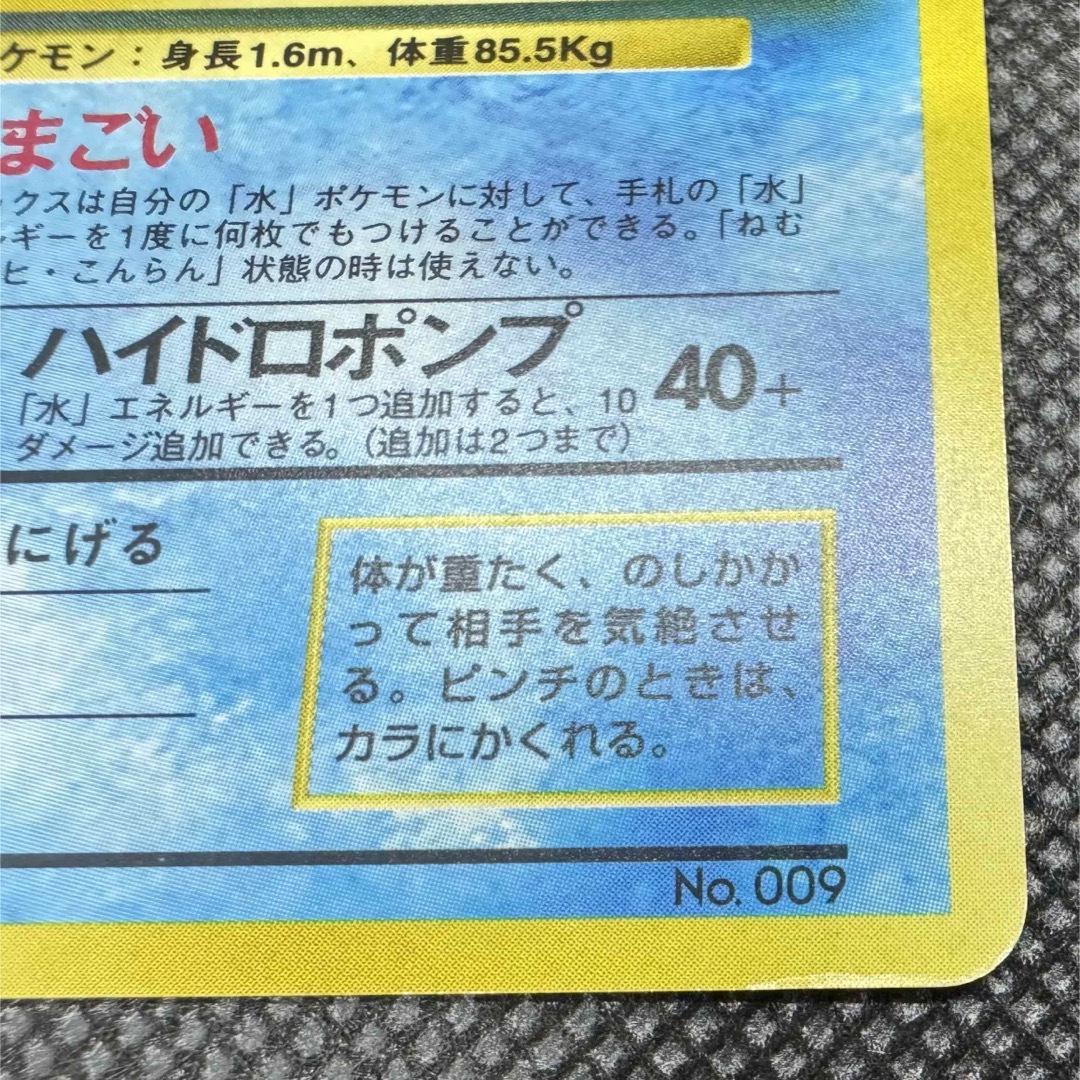 ケモン：身長1.6m、体重85.5Kg
まごい
ックスは自分の「水」ポケモンに対して、手札の「水」
ルギーを1度に何枚でもつけることができる。「ねむ
ヒ・こんらん」状態の時は使えない。
ハイドロポンプ 40+
「水」エネルギーを1つ追加すると、10
ダメージ追加できる。（追加は2つまで）
にげる
体が重たく、のしかか
って相手を気絶させ
る。ピンチのときは、
カラにかくれる。
No. 009